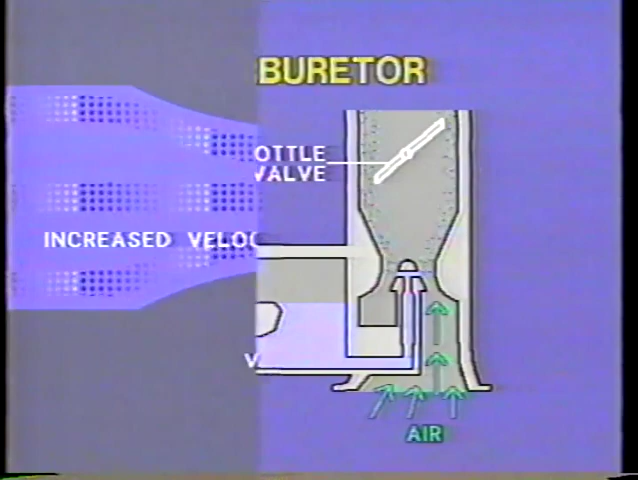 BURETOR
OTTLE
VALVE
INCREASED VELOC
V
AIR